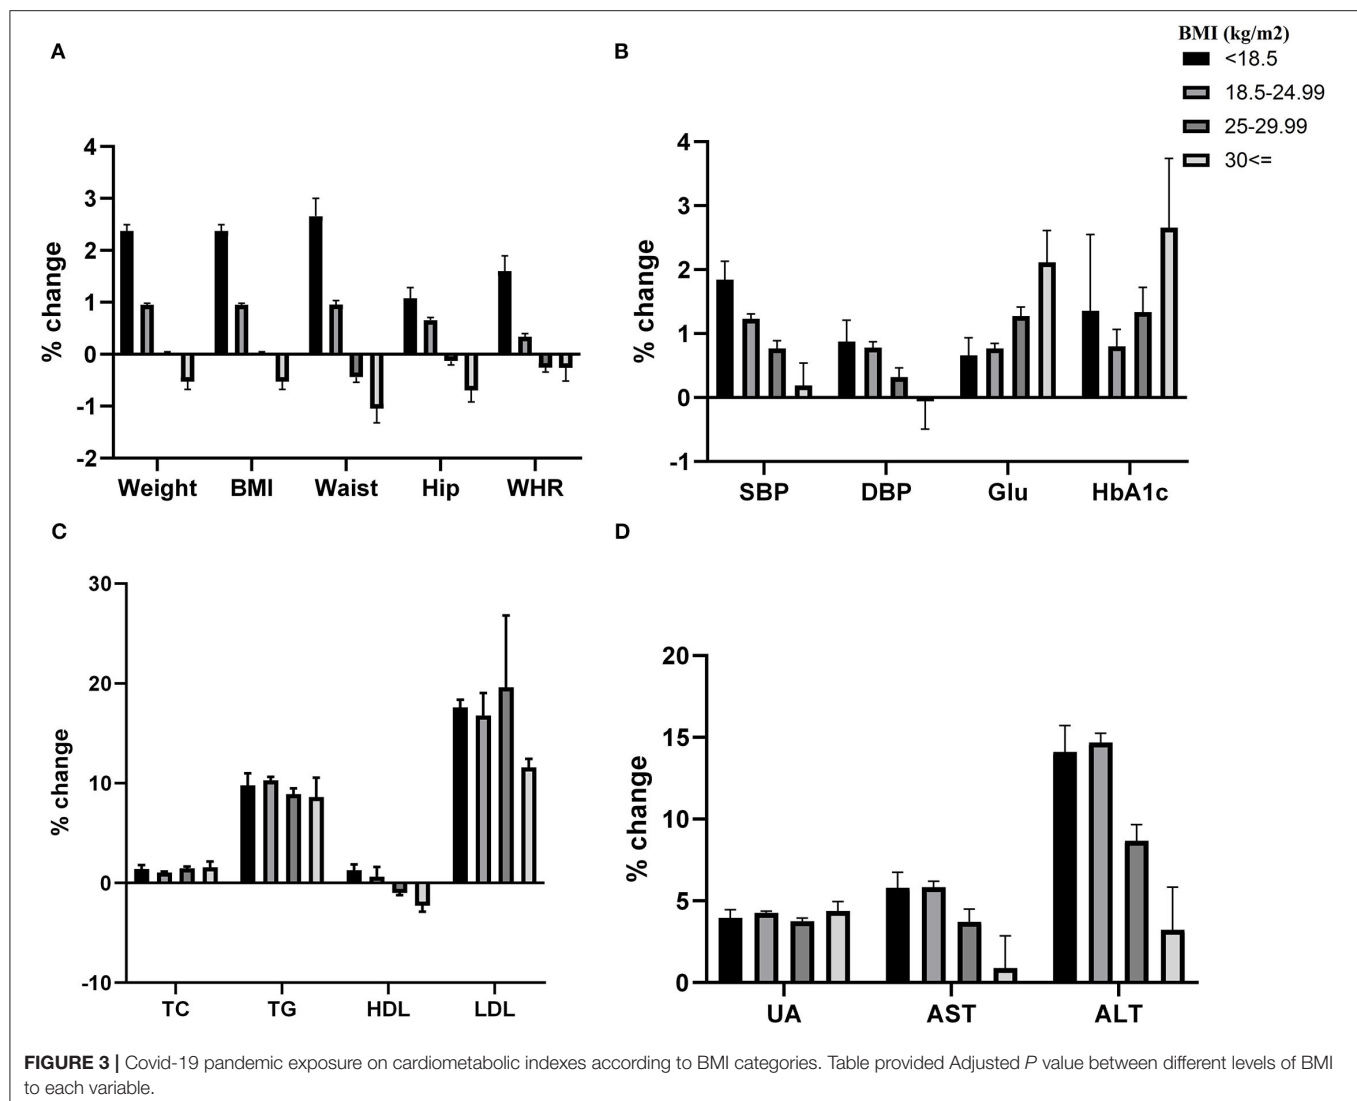 A
4
3
2
1
0
-1
-2
% change
Weight BMI Waist Hip WHR
B
BMI (kg/m2)
<18.5
18.5-24.99
25-29.99
30<=
4
3
2
1
0
-1
% change
SBP DBP Glu HbA1c
C
30
20
10
0
-10
% change
TC TG HDL LDL
D
20
15
10
5
0
% change
UA AST ALT
FIGURE 3 | Covid-19 pandemic exposure on cardiometabolic indexes according to BMI categories. Table provided Adjusted P value between different levels of BMI
to each variable.